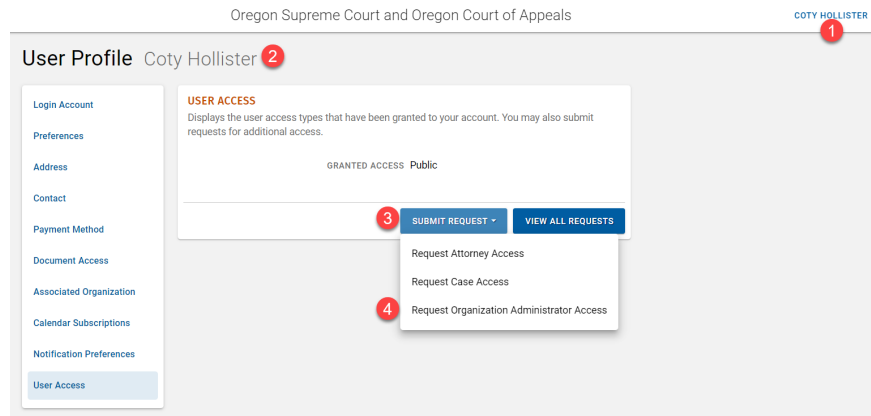 Oregon Supreme Court and Oregon Court of Appeals
COTY HOLLISTER
1
User Profile Coty Hollister 2
Login Account
Preferences
Address
Contact
Payment Method
Document Access
Associated Organization
Calendar Subscriptions
Notification Preferences
User Access
USER ACCESS
Displays the user access types that have been granted to your account. You may also submit
requests for additional access.
GRANTED ACCESS Public
3 SUBMIT REQUEST VIEW ALL REQUESTS
Request Attorney Access
Request Case Access
4 Request Organization Administrator Access